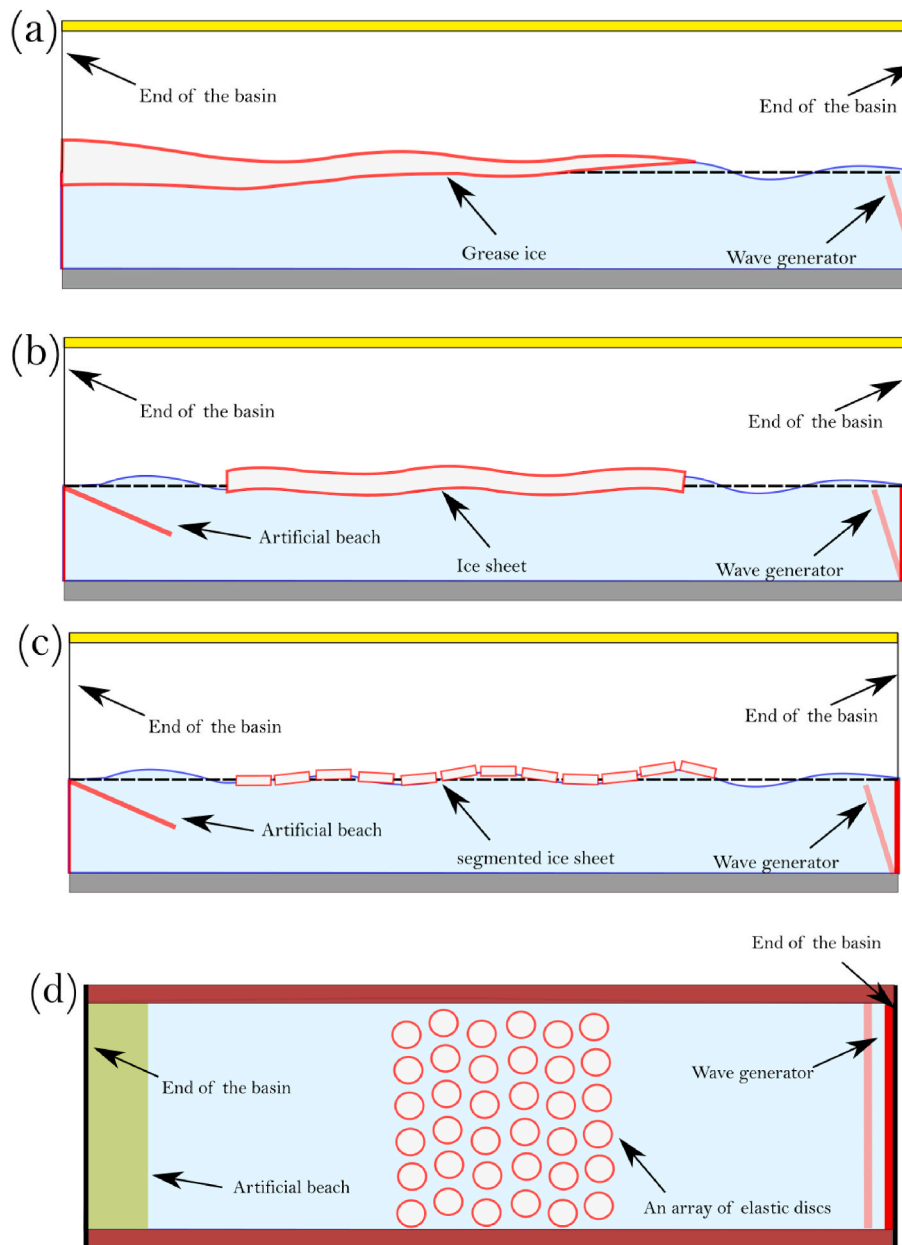 (a)
End of the basin
End of the basin
Grease ice
Wave generator
(b)
End of the basin
End of the basin
Artificial beach
Ice sheet
Wave generator
(c)
End of the basin
End of the basin
Artificial beach
segmented ice sheet
Wave generator
End of the basin
(d)
End of the basin
Wave generator
Artificial beach
An array of elastic discs